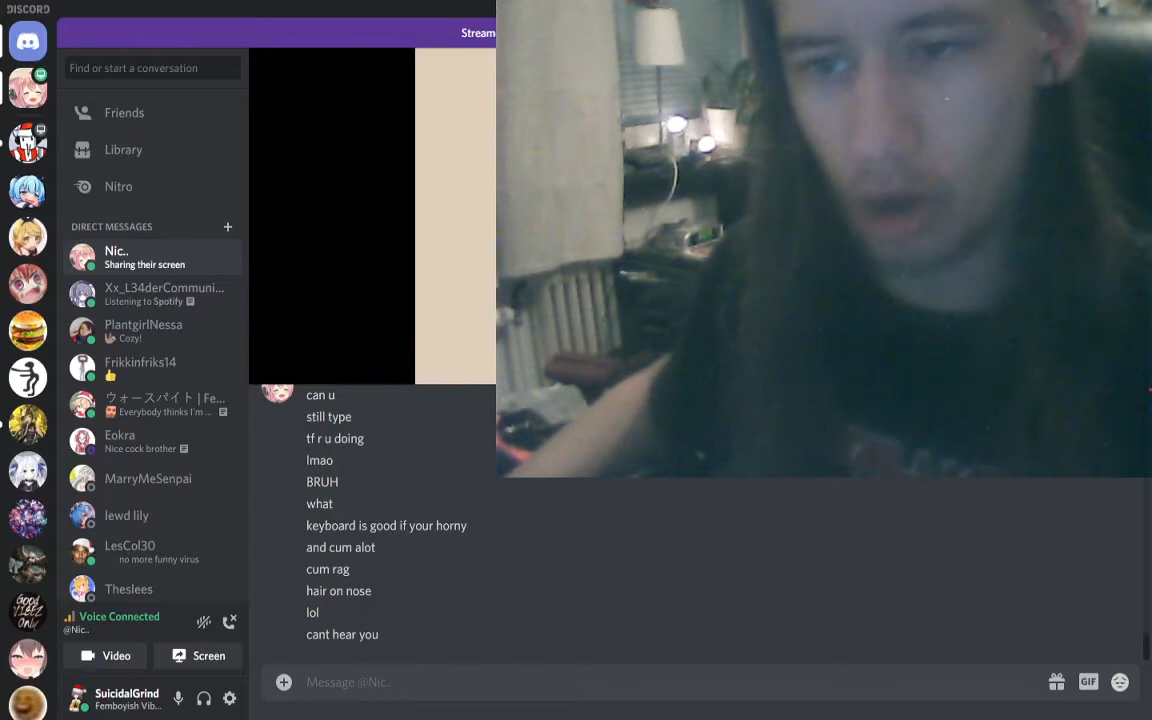 DISCORD
Stream
Find or start a conversation
Friends
Library
Nitro
DIRECT MESSAGES
Nic..
Sharing their screen
Xx_L34derCommuni...
Listening to Spotify
PlantgirlNessa
Cozy!
Frikkinfriks14
ウォースパイト | Fe...
Everybody thinks I'm ...
Eokra
Nice cock brother
MarryMeSenpai
lewd lily
LesCol30
no more funny virus
Theslees
GOOD VIBEZ ONLY
Voice Connected
@Nic..
Video
Screen
SuicidalGrind
Femboyish Vib...
can u
still type
tf r u doing
lmao
BRUH
what
keyboard is good if your horny
and cum alot
cum rag
hair on nose
lol
cant hear you
Message @Nic..
GIF